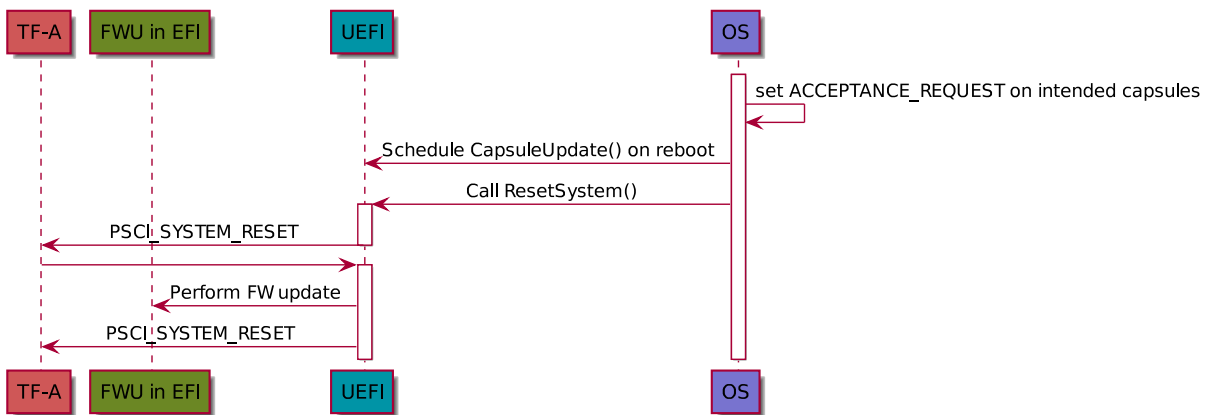 TF-A
FWU in EFI
UEFI
OS
set ACCEPTANCE_REQUEST on intended capsules
Schedule CapsuleUpdate() on reboot
Call ResetSystem()
PSCI_SYSTEM_RESET
Perform FW update
PSCI_SYSTEM_RESET
TF-A
FWU in EFI
UEFI
OS